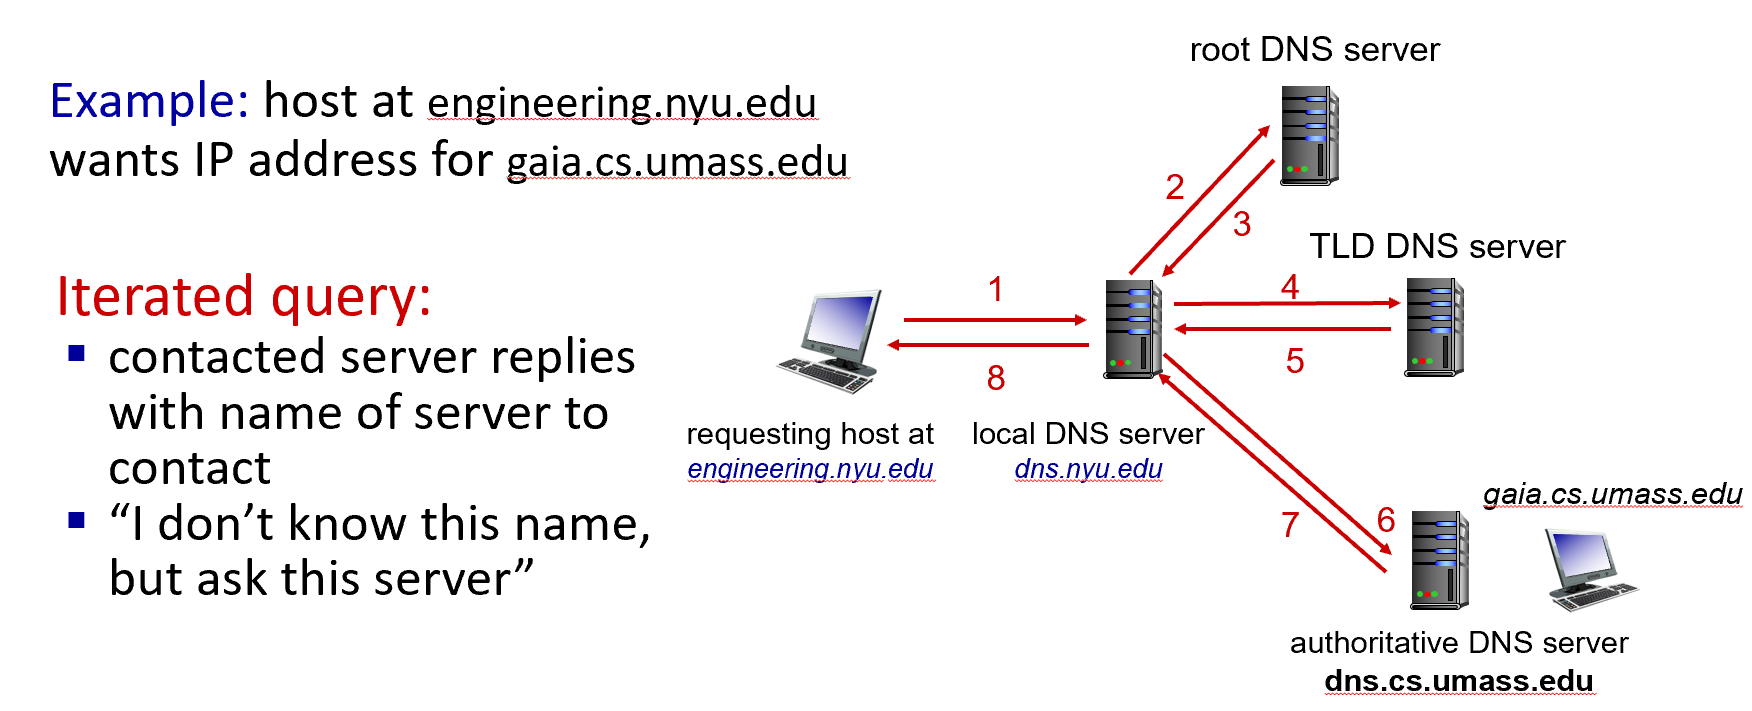 Example: host at engineering.nyu.edu
wants IP address for gaia.cs.umass.edu
Iterated query:
▪ contacted server replies
with name of server to
contact
▪ “I don’t know this name,
but ask this server”
root DNS server
2
3
TLD DNS server
1
4
5
8
requesting host at
engineering.nyu.edu
local DNS server
dns.nyu.edu
gaia.cs.umass.edu
6
7
authoritative DNS server
dns.cs.umass.edu